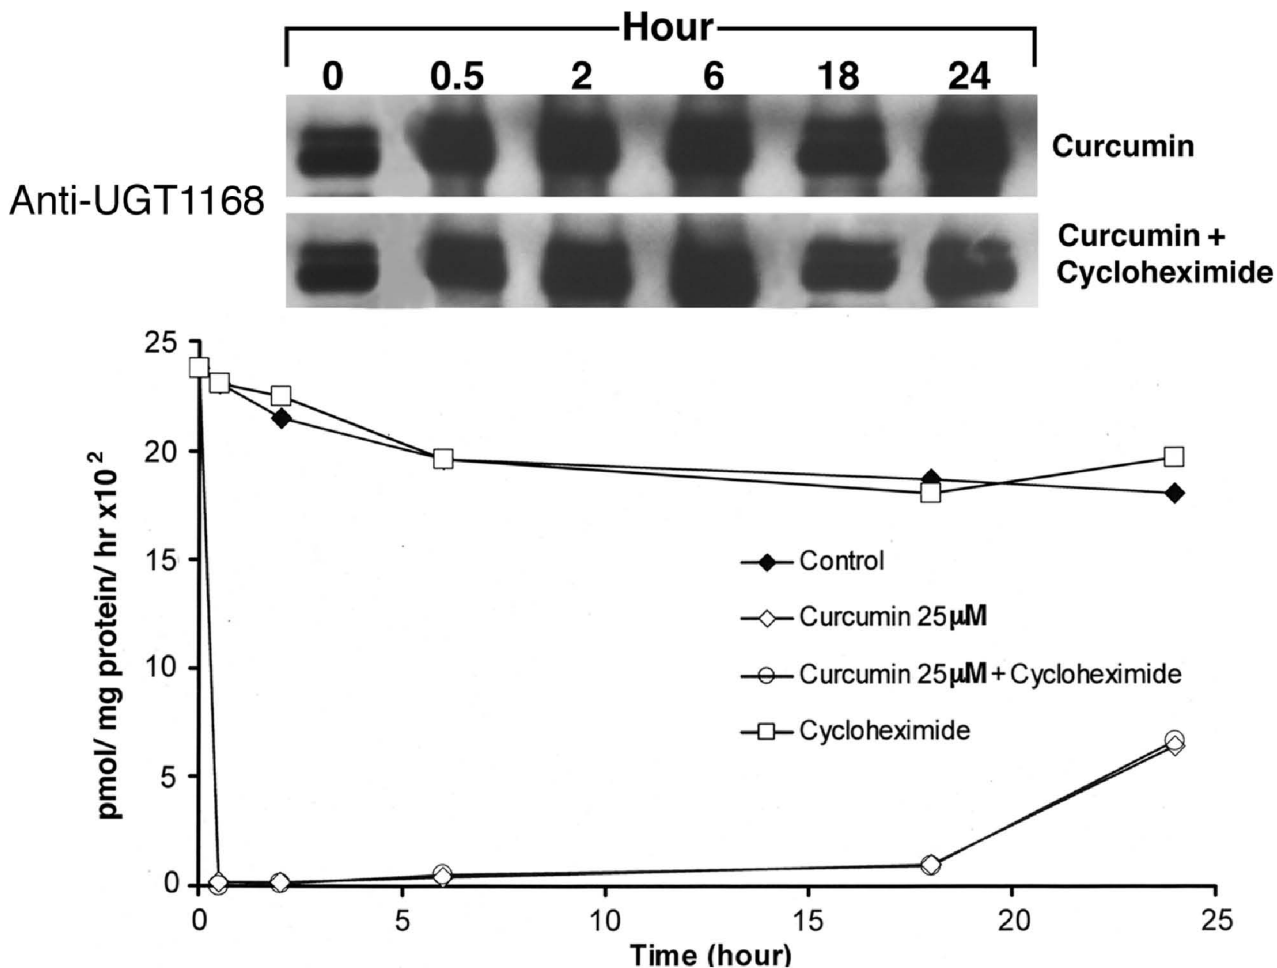 Hour
0 0.5 2 6 18 24
Curcumin
Anti-UGT1168
Curcumin +
Cycloheximide
25
20
15
10
5
0
pmol/ mg protein/ hr x10²
Control
Curcumin 25µM
Curcumin 25µM + Cycloheximide
Cycloheximide
0 5 10 15 20 25
Time (hour)